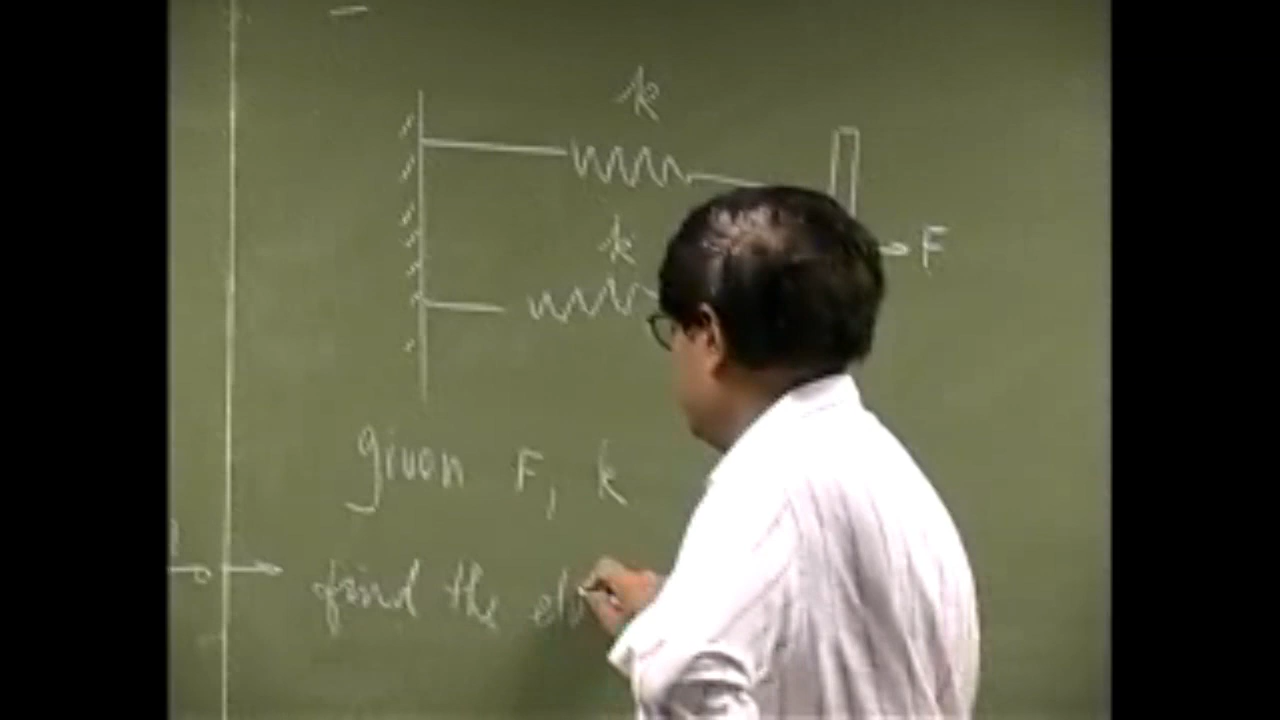 k
k
F
given F, k
find the el